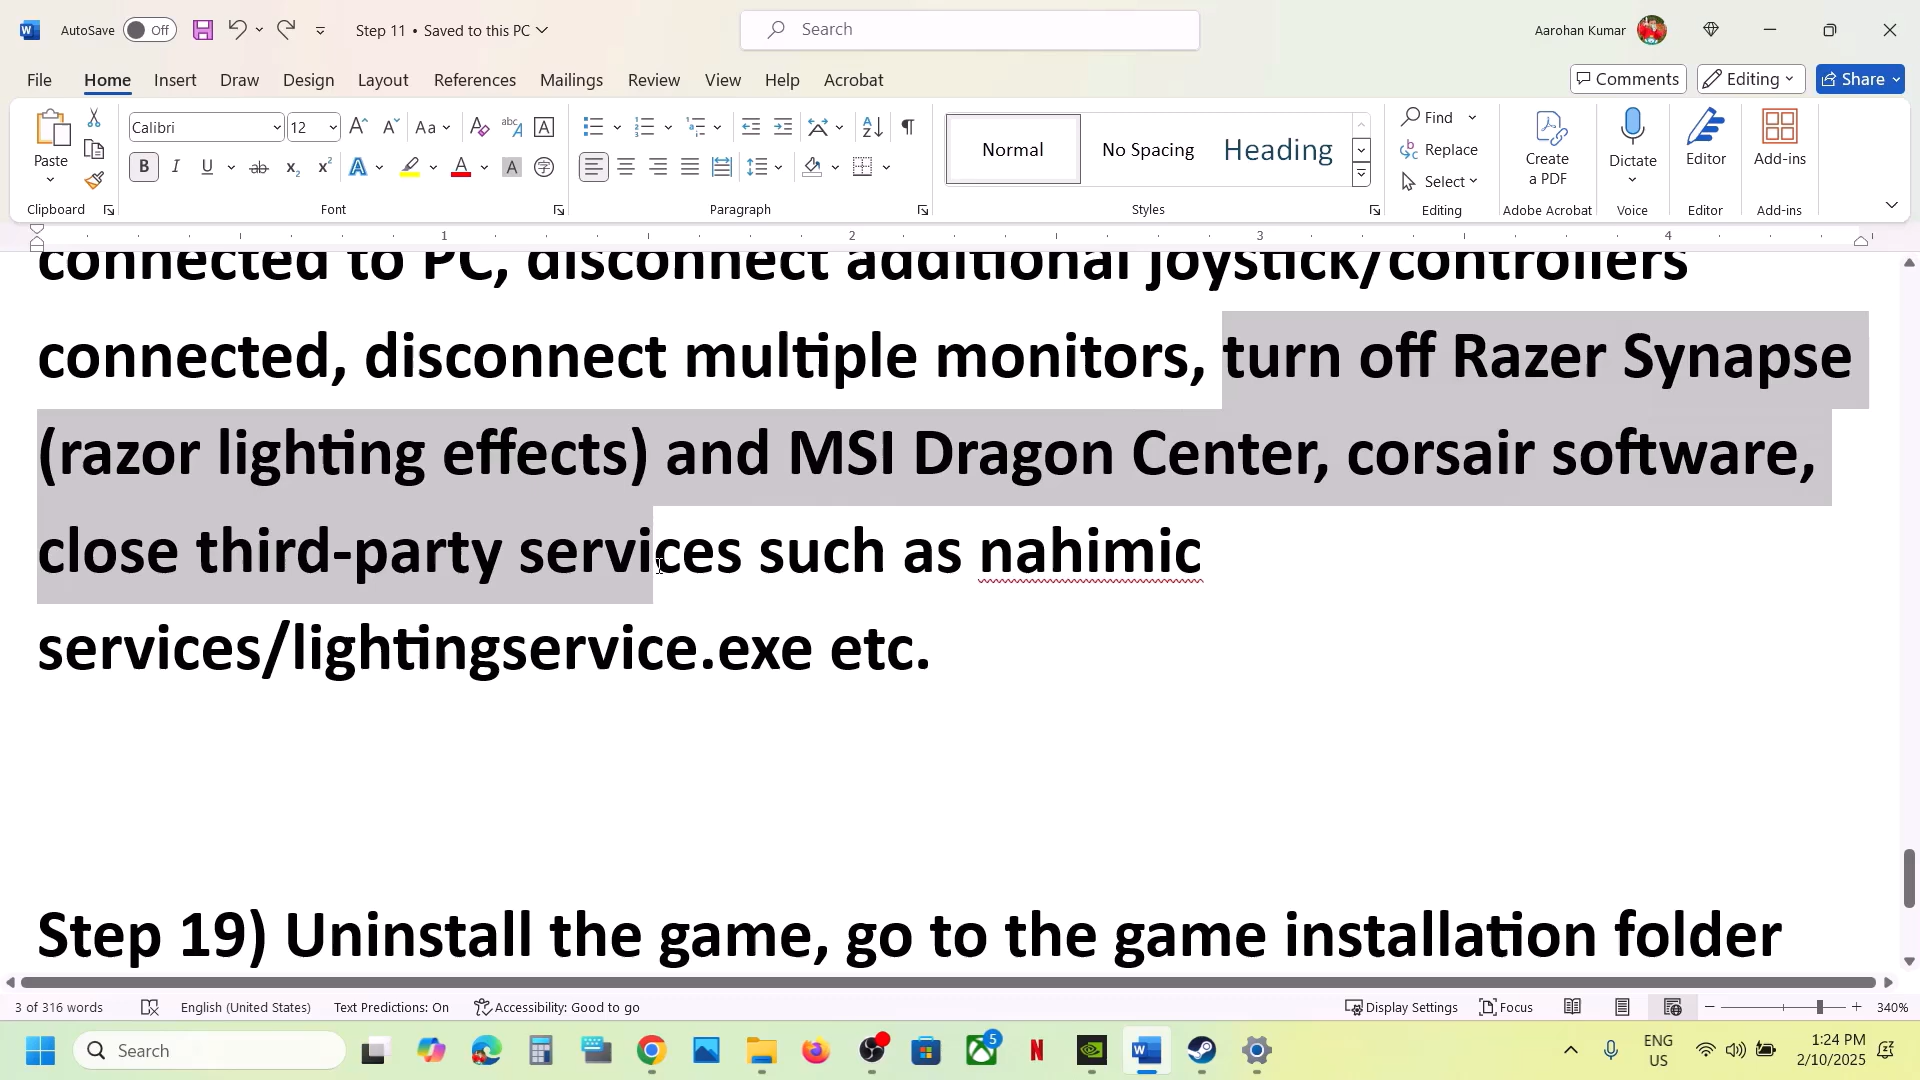 AutoSave Off Step 11 • Saved to this PC Search Aarohan Kumar
File Home Insert Draw Design Layout References Mailings Review View Help Acrobat Comments Editing Share
Paste Calibri 12 Aa Normal No Spacing Heading Find Replace Select Create a PDF Dictate Editor Add-ins
Clipboard Font Paragraph Styles Editing Adobe Acrobat Voice Editor Add-ins
1 2 3 4
connected to PC, disconnect additional joystick/controllers
connected, disconnect multiple monitors, turn off Razer Synapse
(razor lighting effects) and MSI Dragon Center, corsair software,
close third-party services such as nahimic
services/lightingservice.exe etc.
Step 19) Uninstall the game, go to the game installation folder
3 of 316 words English (United States) Text Predictions: On Accessibility: Good to go Display Settings Focus 340%
Search 5 ENG US 1:24 PM 2/10/2025